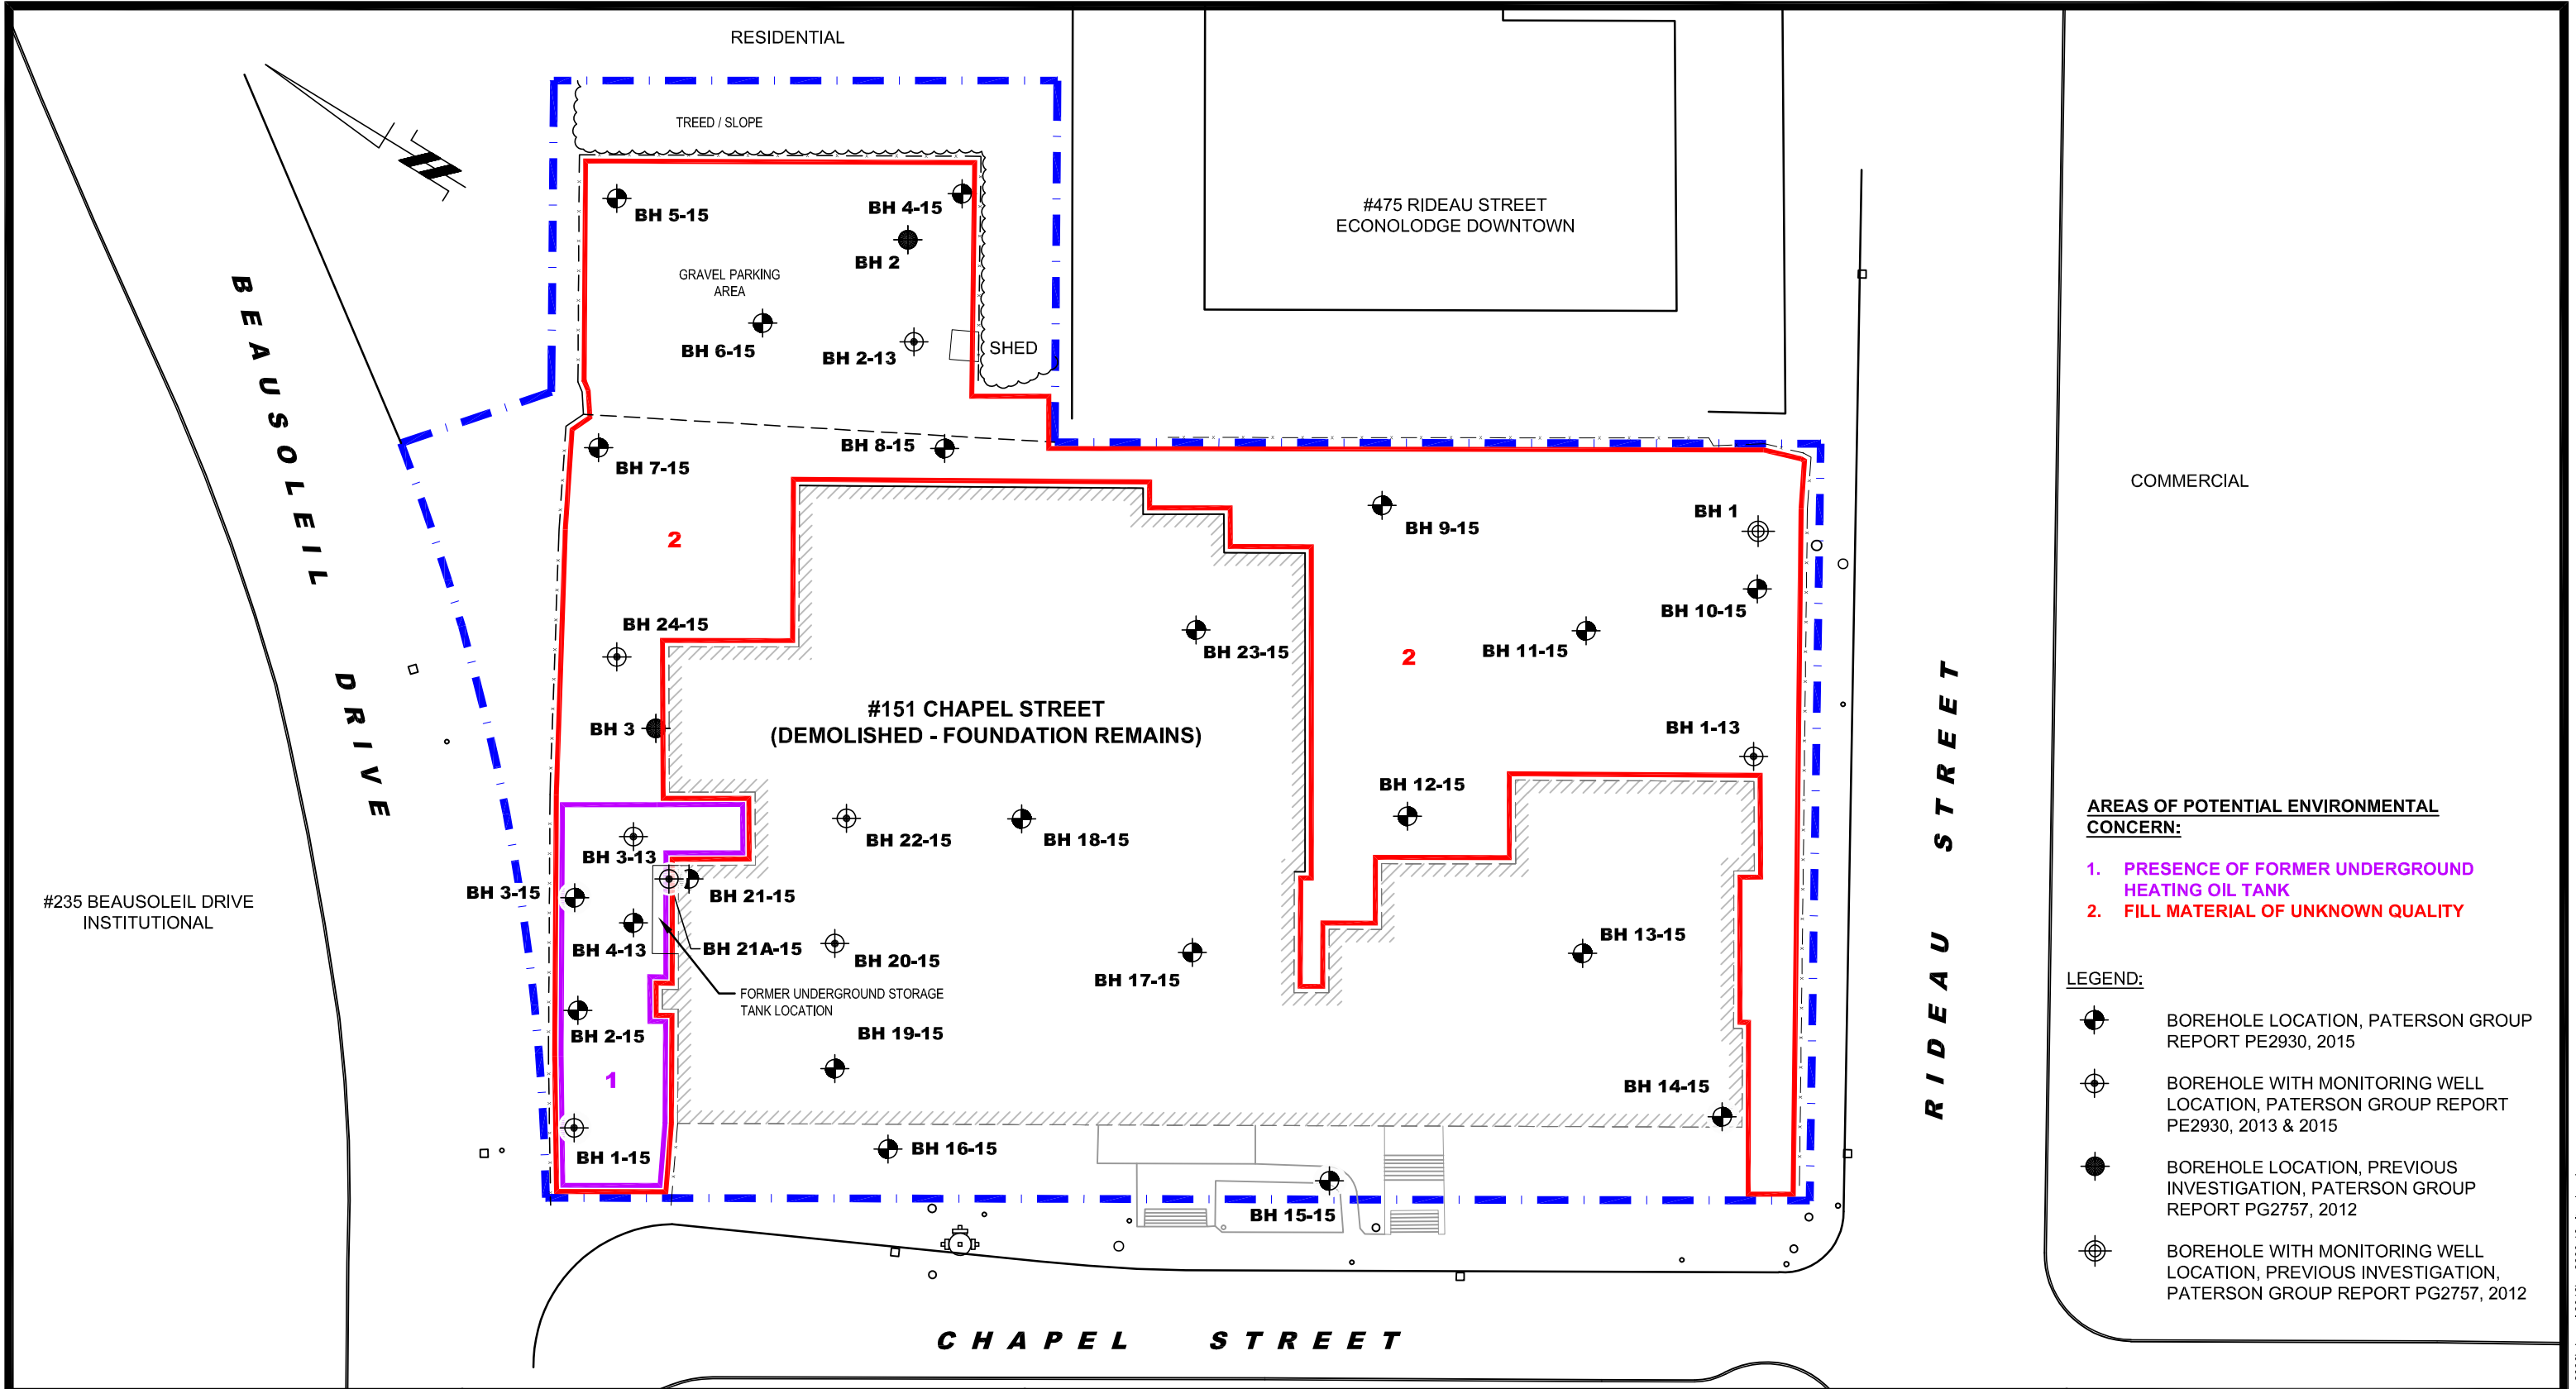 RESIDENTIAL
TREED / SLOPE
#475 RIDEAU STREET
ECONOLODGE DOWNTOWN
BH 5-15
BH 4-15
BH 2
GRAVEL PARKING
AREA
BH 6-15
BH 2-13
SHED
BEAUSOLEIL DRIVE
BH 7-15
BH 8-15
BH 9-15
BH 1
COMMERCIAL
2
BH 10-15
BH 24-15
BH 23-15
BH 11-15
2
#151 CHAPEL STREET
(DEMOLISHED - FOUNDATION REMAINS)
BH 3
BH 1-13
RIDEAU STREET
BH 12-15
BH 22-15
BH 18-15
BH 3-13
BH 3-15
BH 21-15
#235 BEAUSOLEIL DRIVE
INSTITUTIONAL
BH 4-13
BH 21A-15
BH 20-15
BH 17-15
BH 13-15
FORMER UNDERGROUND STORAGE
TANK LOCATION
BH 2-15
BH 19-15
1
BH 14-15
BH 1-15
BH 16-15
BH 15-15
CHAPEL STREET
AREAS OF POTENTIAL ENVIRONMENTAL
CONCERN:
1. PRESENCE OF FORMER UNDERGROUND
HEATING OIL TANK
2. FILL MATERIAL OF UNKNOWN QUALITY
LEGEND:
BOREHOLE LOCATION, PATERSON GROUP
REPORT PE2930, 2015
BOREHOLE WITH MONITORING WELL
LOCATION, PATERSON GROUP REPORT
PE2930, 2013 & 2015
BOREHOLE LOCATION, PREVIOUS
INVESTIGATION, PATERSON GROUP
REPORT PG2757, 2012
BOREHOLE WITH MONITORING WELL
LOCATION, PREVIOUS INVESTIGATION,
PATERSON GROUP REPORT PG2757, 2012